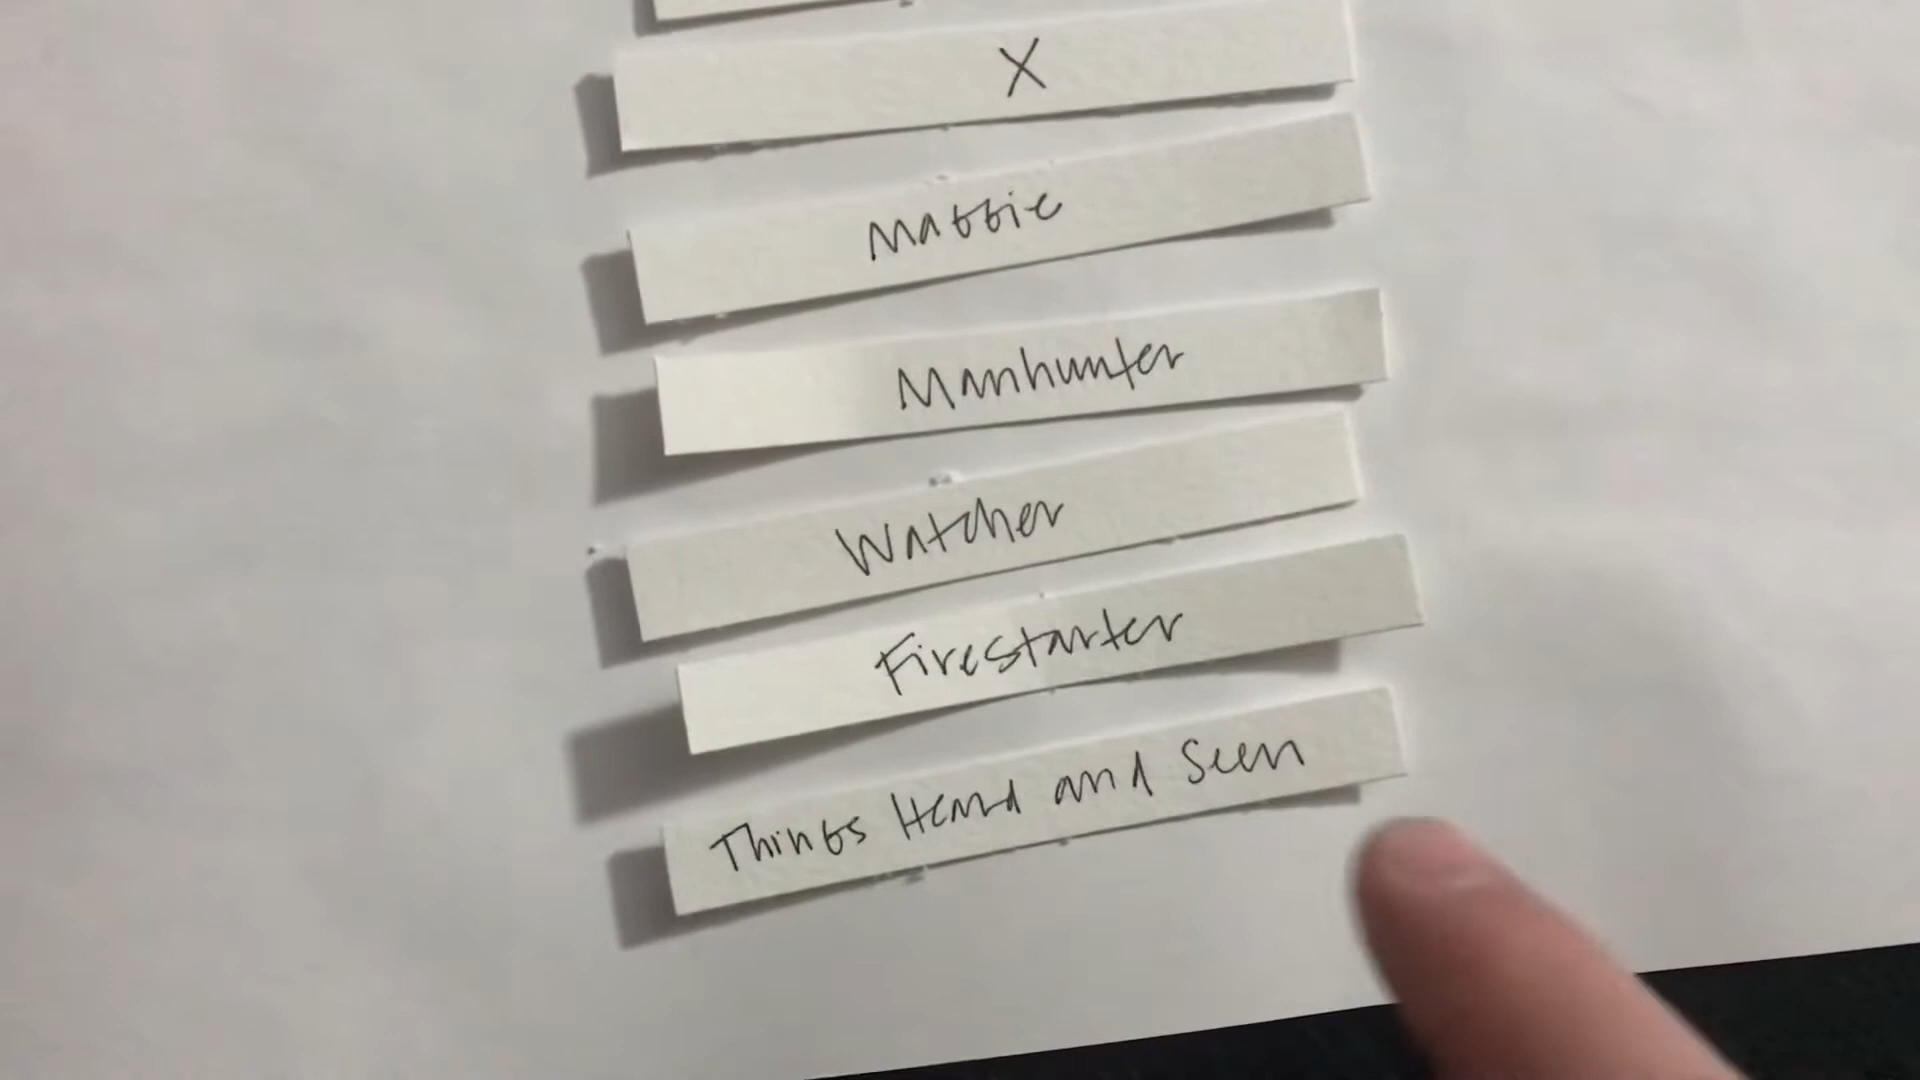 X
Maggie
Manhunter
Watcher
Firestarter
Things Heard and Seen